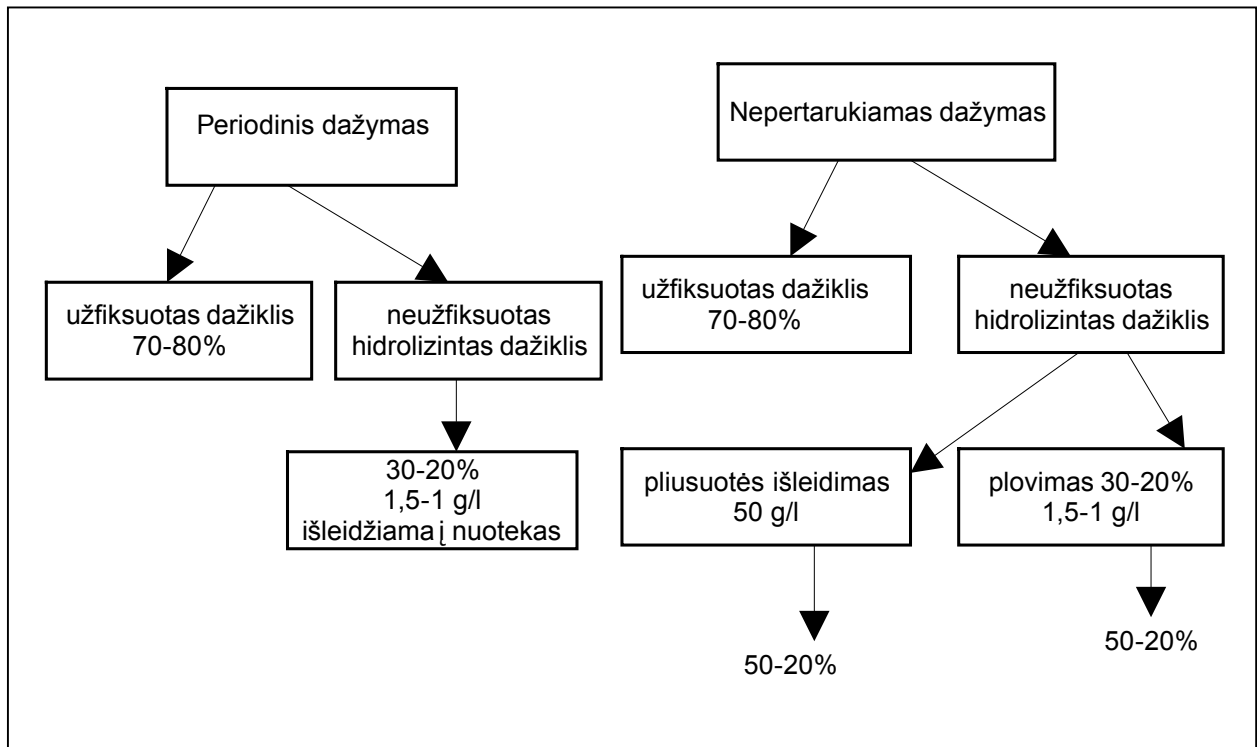 Periodinis dažymas
užfiksuotas dažiklis
70-80%
neužfiksuotas
hidrolizintas dažiklis
30-20%
1,5-1 g/l
išleidžiama į nuotekas
Nepertarukiamas dažymas
užfiksuotas dažiklis
70-80%
neužfiksuotas
hidrolizintas dažiklis
pliusuotės išleidimas
50 g/l
50-20%
plovimas 30-20%
1,5-1 g/l
50-20%